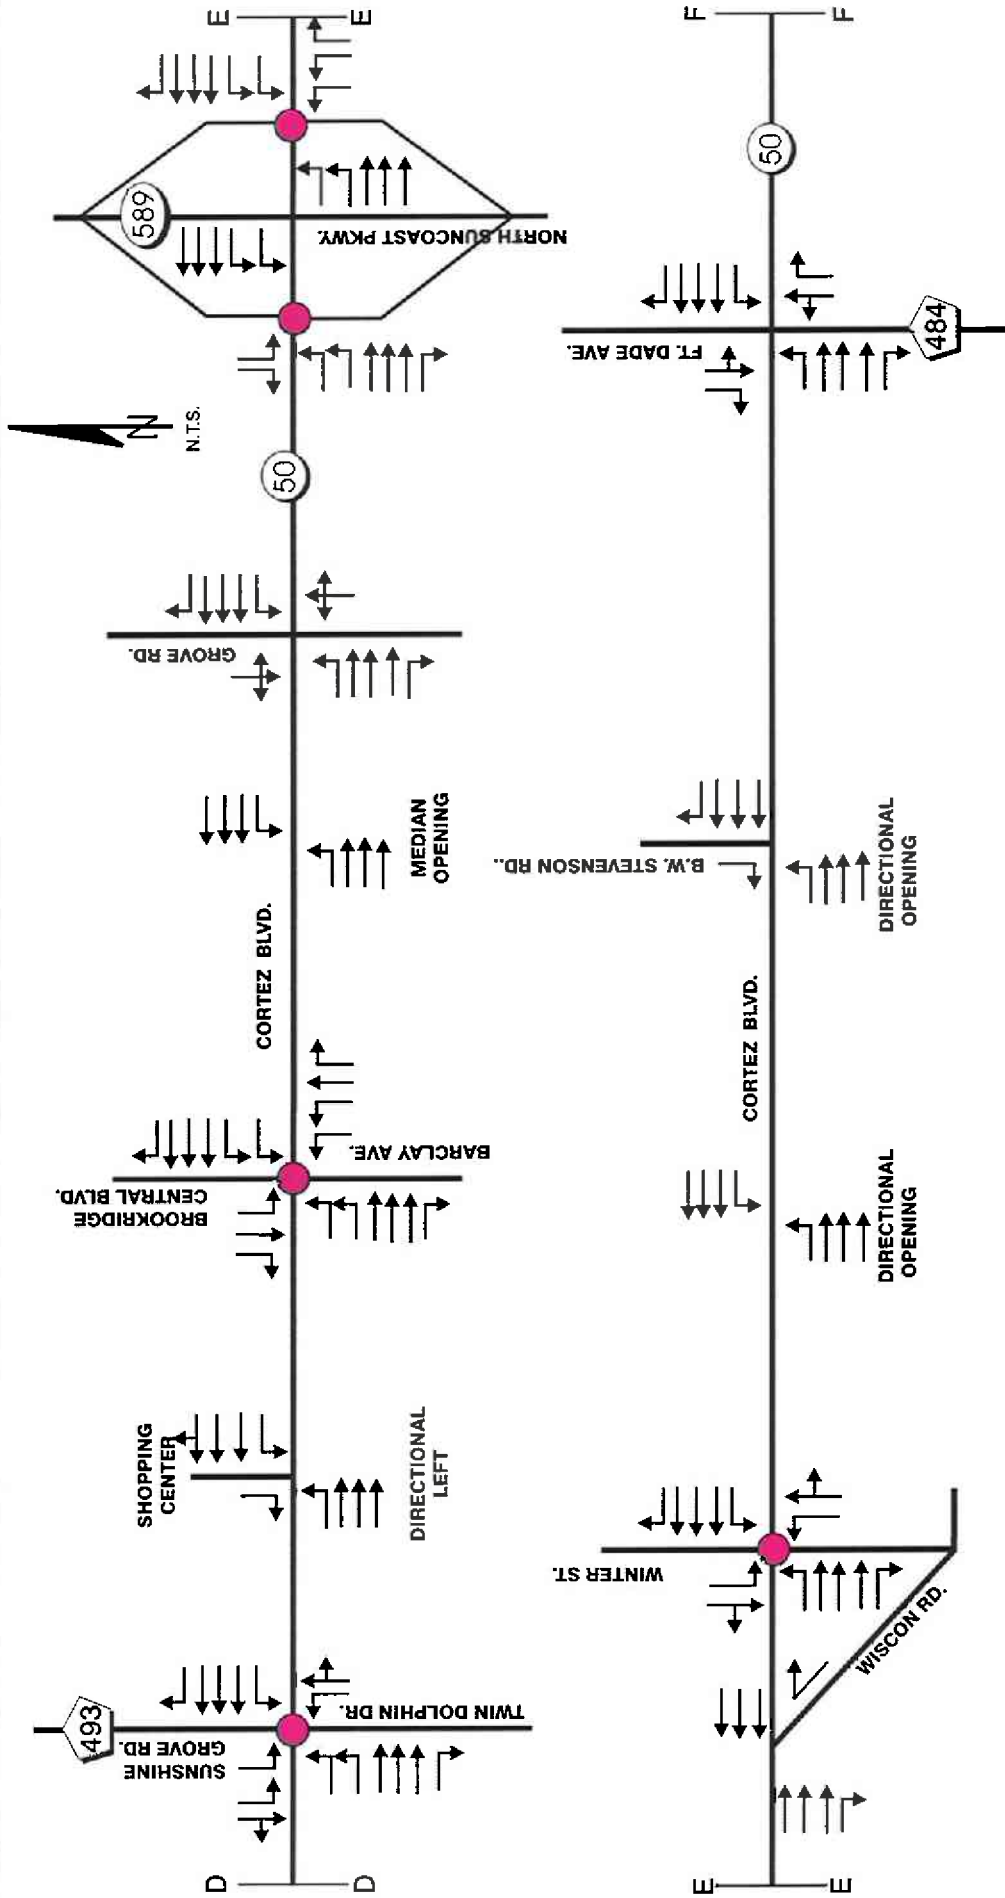 D
D
493
SUNSHINE
GROVE RD.
TWIN DOLPHIN DR.
SHOPPING
CENTER
DIRECTIONAL
LEFT
BROOKRIDGE
CENTRAL BLVD.
BARCLAY AVE.
CORTEZ BLVD.
MEDIAN
OPENING
GROVE RD.
50
N
N.T.S.
589
NORTH SUNCOAST PKWY.
E
E
E
E
WISCON RD.
WINTER ST.
DIRECTIONAL
OPENING
CORTEZ BLVD.
B.W. STEVENSON RD..
DIRECTIONAL
OPENING
FT. DADE AVE.
484
50
F
F